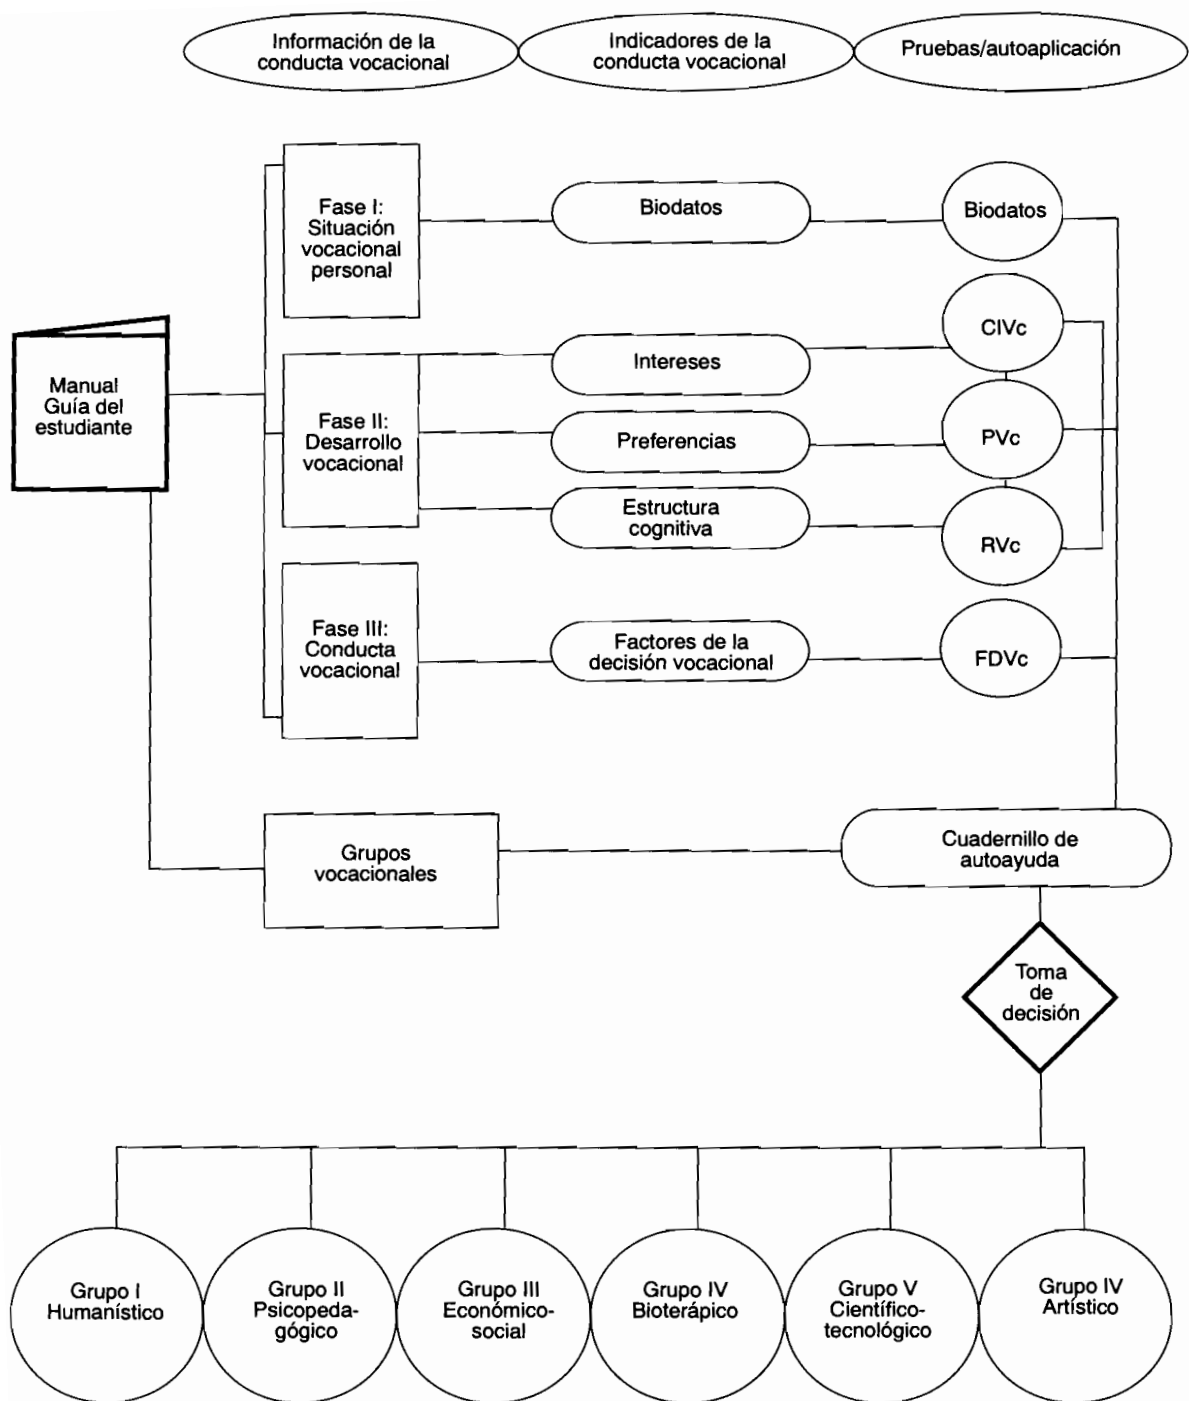 Información de la
conducta vocacional
Indicadores de la
conducta vocacional
Pruebas/autoaplicación
Fase I:
Situación
vocacional
personal
Biodatos
Biodatos
Manual
Guía del
estudiante
Fase II:
Desarrollo
vocacional
Intereses
Preferencias
Estructura
cognitiva
CIVc
PVc
RVc
Fase III:
Conducta
vocacional
Factores de la
decisión vocacional
FDVc
Grupos
vocacionales
Cuadernillo de
autoayuda
Toma
de
decisión
Grupo I
Humanístico
Grupo II
Psicopeda-
gógico
Grupo III
Económico-
social
Grupo IV
Bioterápico
Grupo V
Científico-
tecnológico
Grupo IV
Artístico